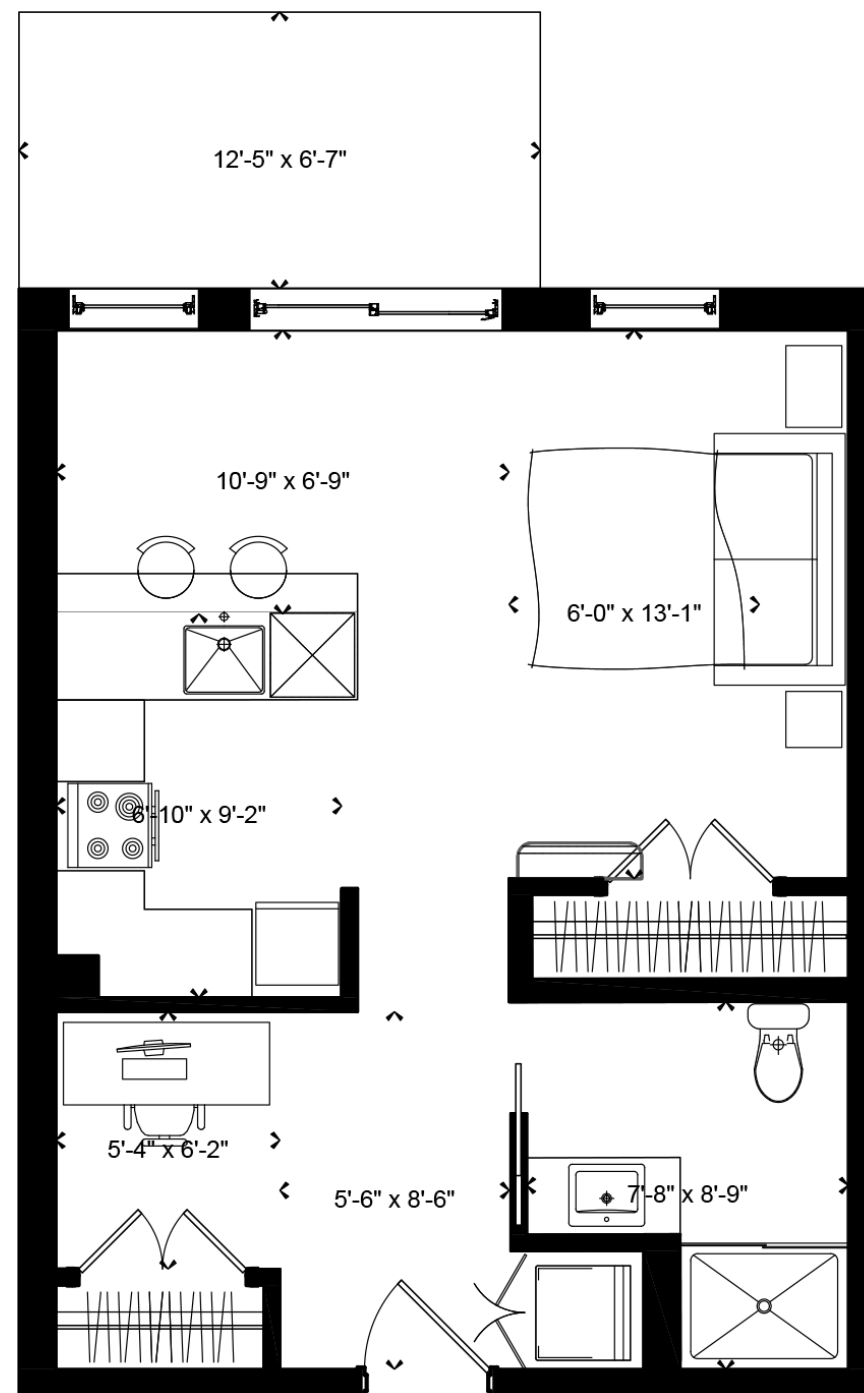 12'-5" x 6'-7"
10'-9" x 6'-9"
6'-0" x 13'-1"
6'-10" x 9'-2"
5'-4" x 6'-2"
5'-6" x 8'-6"
7'-8" x 8'-9"